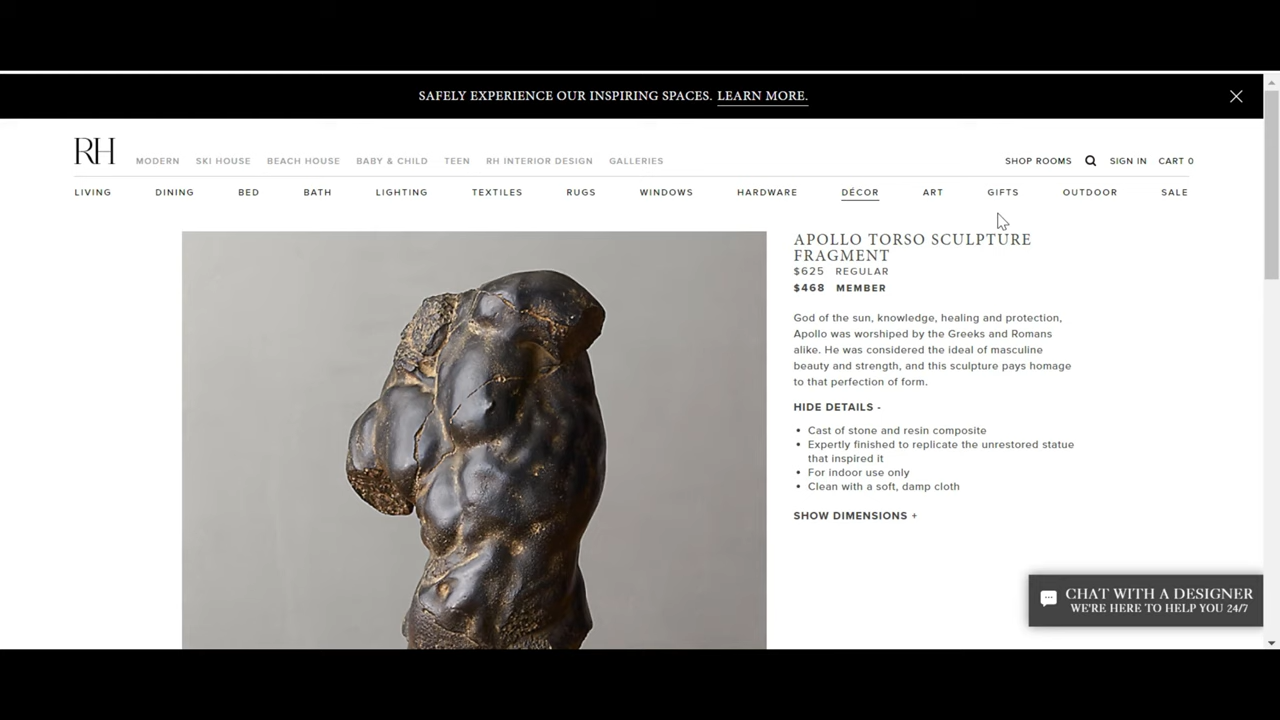 SAFELY EXPERIENCE OUR INSPIRING SPACES. LEARN MORE.
RH MODERN SKI HOUSE BEACH HOUSE BABY & CHILD TEEN RH INTERIOR DESIGN GALLERIES SHOP ROOMS SIGN IN CART 0
LIVING DINING BED BATH LIGHTING TEXTILES RUGS WINDOWS HARDWARE DÉCOR ART GIFTS OUTDOOR SALE
APOLLO TORSO SCULPTURE
FRAGMENT
$625 REGULAR
$468 MEMBER
God of the sun, knowledge, healing and protection,
Apollo was worshiped by the Greeks and Romans
alike. He was considered the ideal of masculine
beauty and strength, and this sculpture pays homage
to that perfection of form.
HIDE DETAILS -
• Cast of stone and resin composite
• Expertly finished to replicate the unrestored statue
that inspired it
• For indoor use only
• Clean with a soft, damp cloth
SHOW DIMENSIONS +
CHAT WITH A DESIGNER
WE'RE HERE TO HELP YOU 24/7